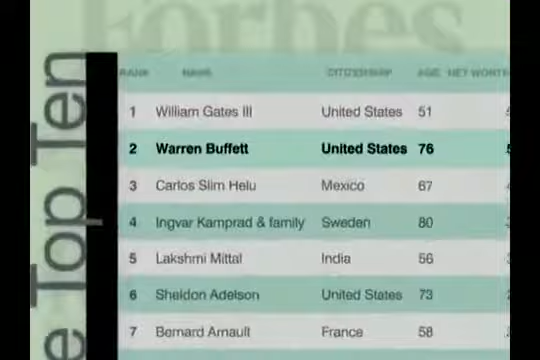 Forbes
e Top Ten
RANK NAME CITIZENSHIP AGE NET WORTH
1 William Gates III United States 51
2 Warren Buffett United States 76
3 Carlos Slim Helu Mexico 67
4 Ingvar Kamprad & family Sweden 80
5 Lakshmi Mittal India 56
6 Sheldon Adelson United States 73
7 Bernard Arnault France 58